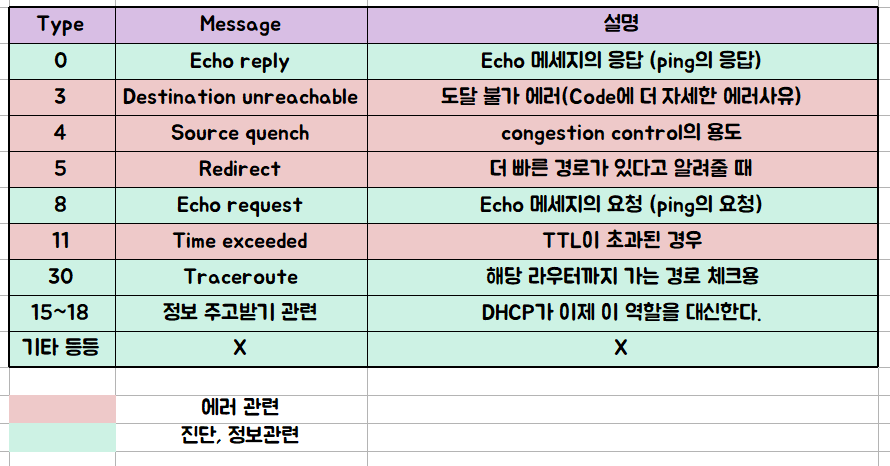 Type Message 설명
0 Echo reply Echo 메세지의 응답 (ping의 응답)
3 Destination unreachable 도달 불가 에러(Code에 더 자세한 에러사유)
4 Source quench congestion control의 용도
5 Redirect 더 빠른 경로가 있다고 알려줄 때
8 Echo request Echo 메세지의 요청 (ping의 요청)
11 Time exceeded TTL이 초과된 경우
30 Traceroute 해당 라우터까지 가는 경로 체크용
15~18 정보 주고받기 관련 DHCP가 이제 이 역할을 대신한다.
기타 등등 X X
에러 관련
진단, 정보관련